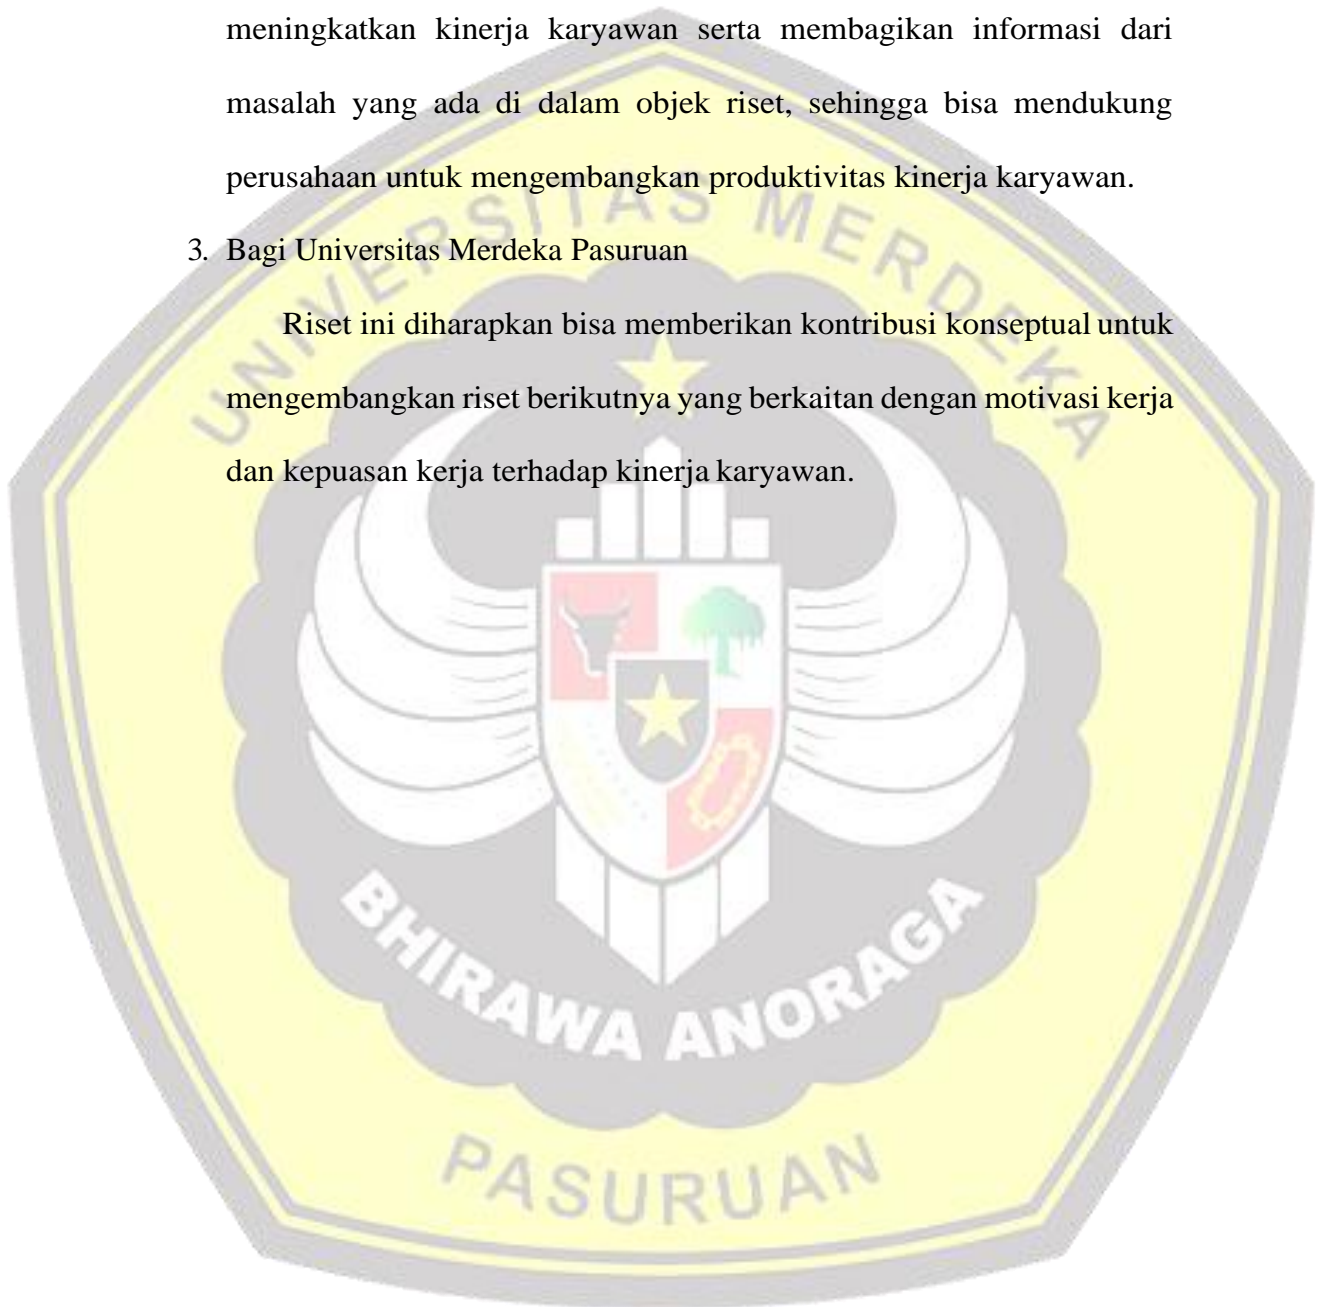 meningkatkan kinerja karyawan serta membagikan informasi dari
masalah yang ada di dalam objek riset, sehingga bisa mendukung
perusahaan untuk mengembangkan produktivitas kinerja karyawan.
3. Bagi Universitas Merdeka Pasuruan
Riset ini diharapkan bisa memberikan kontribusi konseptual untuk
mengembangkan riset berikutnya yang berkaitan dengan motivasi kerja
dan kepuasan kerja terhadap kinerja karyawan.
UNIVERSITAS MERDEKA
BHIRAWA ANORAGA
PASURUAN